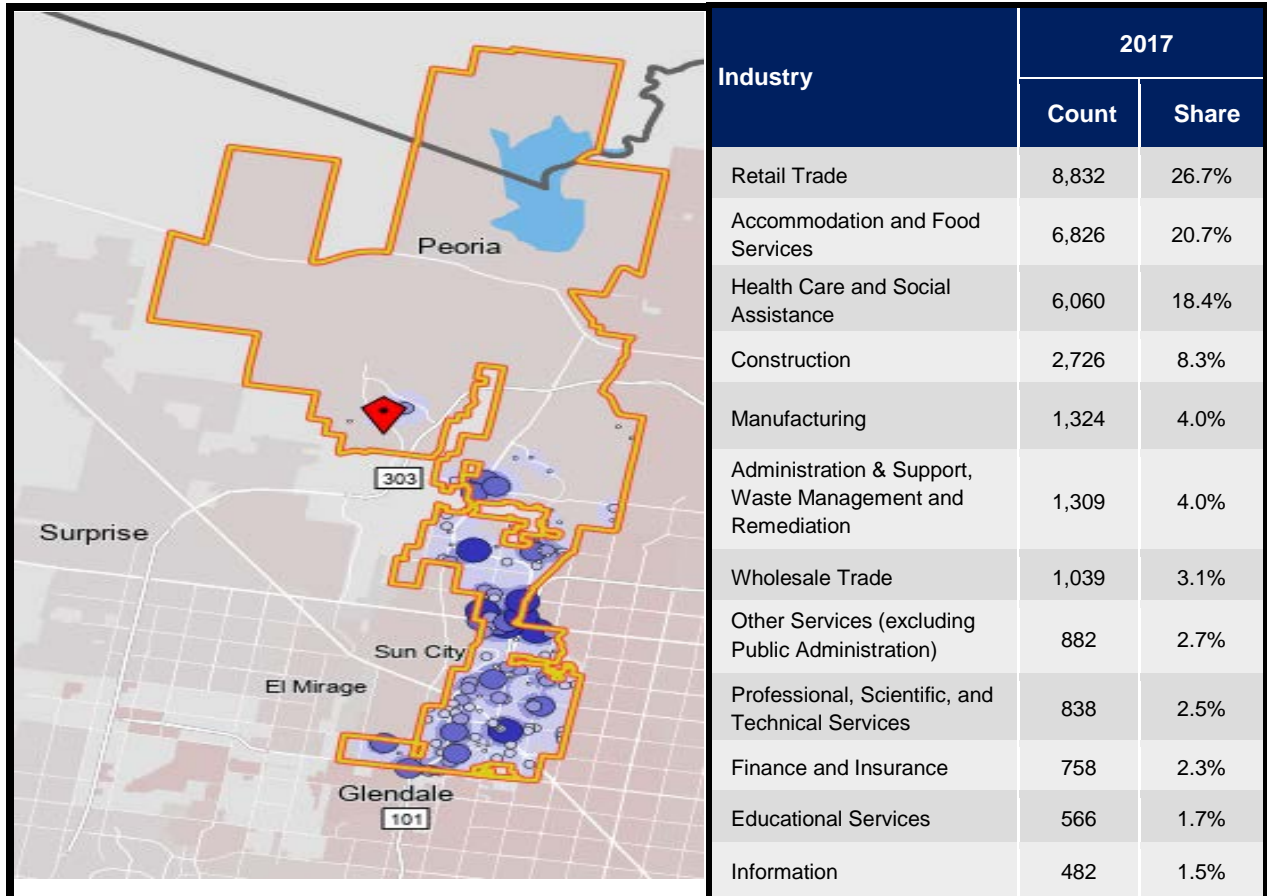 Peoria
303
Surprise
Sun City
El Mirage
Glendale
101
Industry
2017
Count Share
Retail Trade 8,832 26.7%
Accommodation and Food
Services 6,826 20.7%
Health Care and Social
Assistance 6,060 18.4%
Construction 2,726 8.3%
Manufacturing 1,324 4.0%
Administration & Support,
Waste Management and
Remediation 1,309 4.0%
Wholesale Trade 1,039 3.1%
Other Services (excluding
Public Administration) 882 2.7%
Professional, Scientific, and
Technical Services 838 2.5%
Finance and Insurance 758 2.3%
Educational Services 566 1.7%
Information 482 1.5%